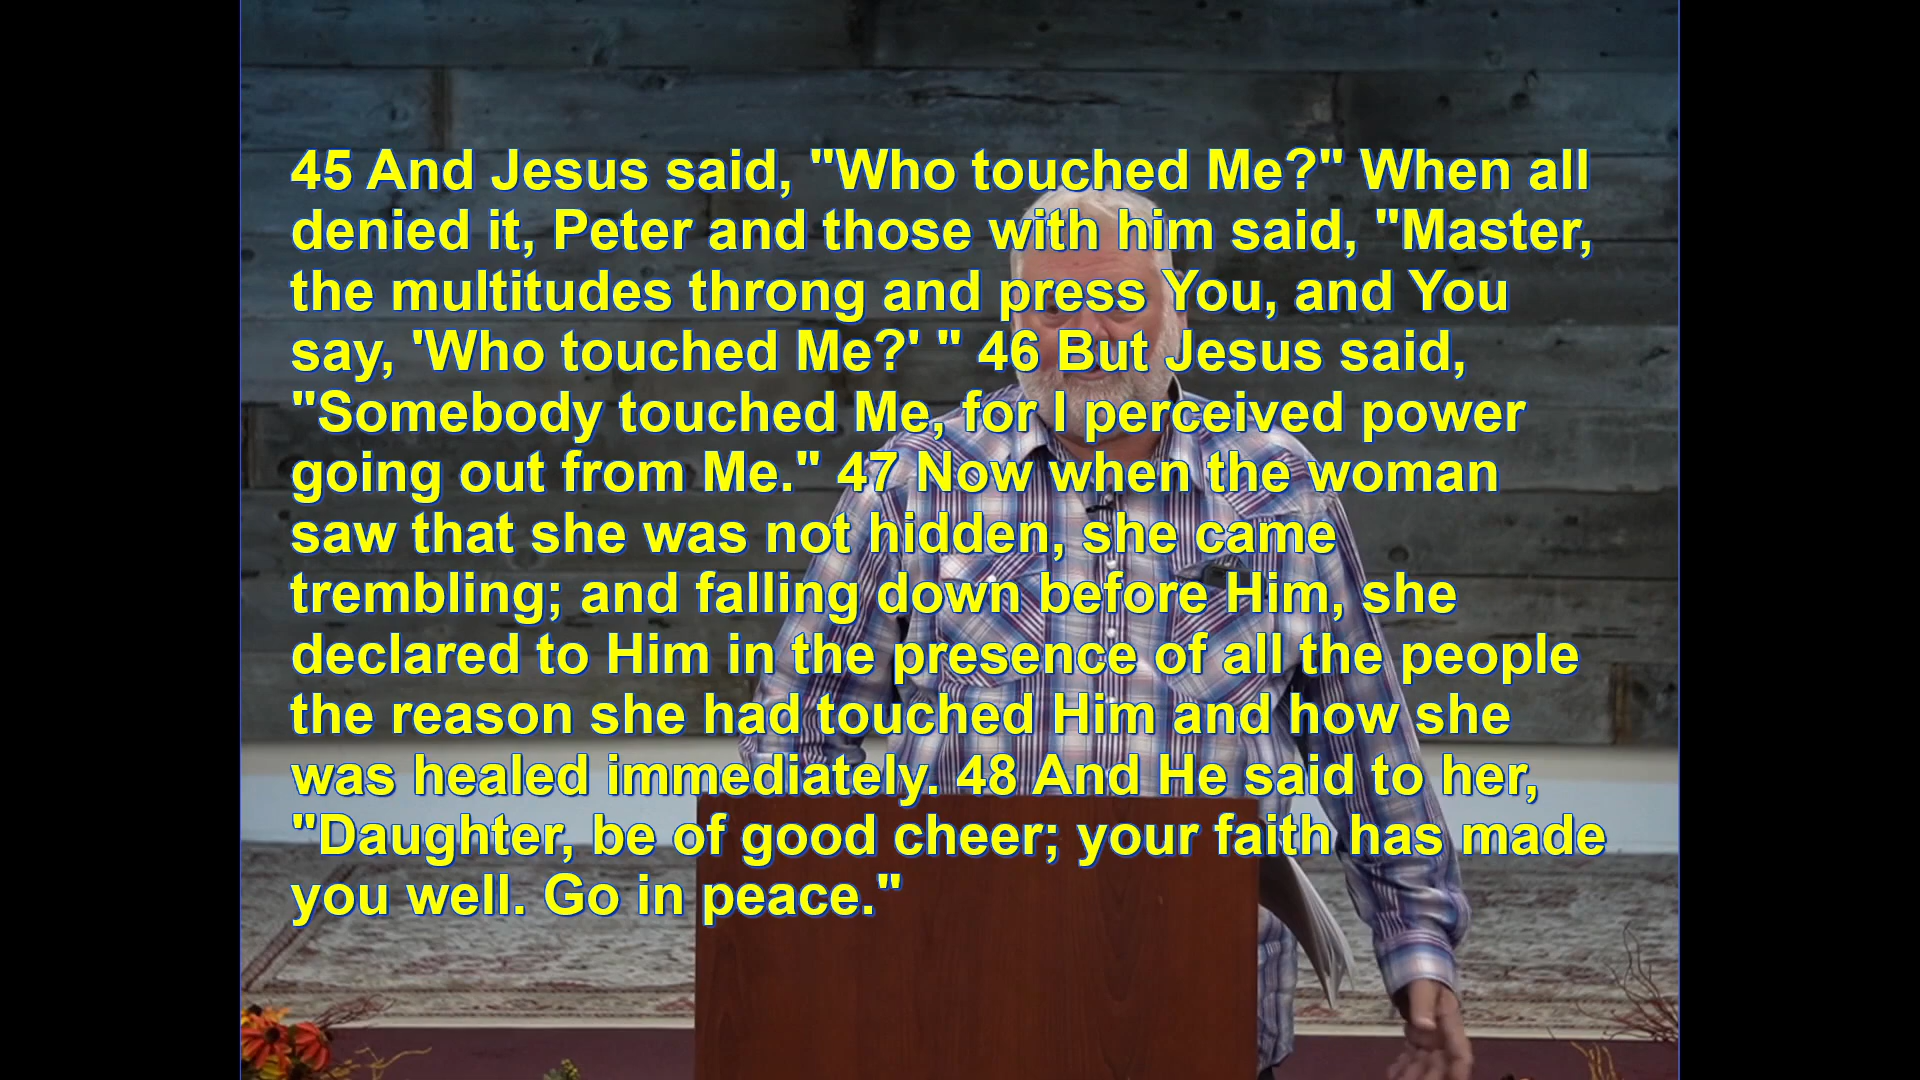 45 And Jesus said, "Who touched Me?" When all
denied it, Peter and those with him said, "Master,
the multitudes throng and press You, and You
say, 'Who touched Me?' " 46 But Jesus said,
"Somebody touched Me, for I perceived power
going out from Me." 47 Now when the woman
saw that she was not hidden, she came
trembling; and falling down before Him, she
declared to Him in the presence of all the people
the reason she had touched Him and how she
was healed immediately. 48 And He said to her,
"Daughter, be of good cheer; your faith has made
you well. Go in peace."